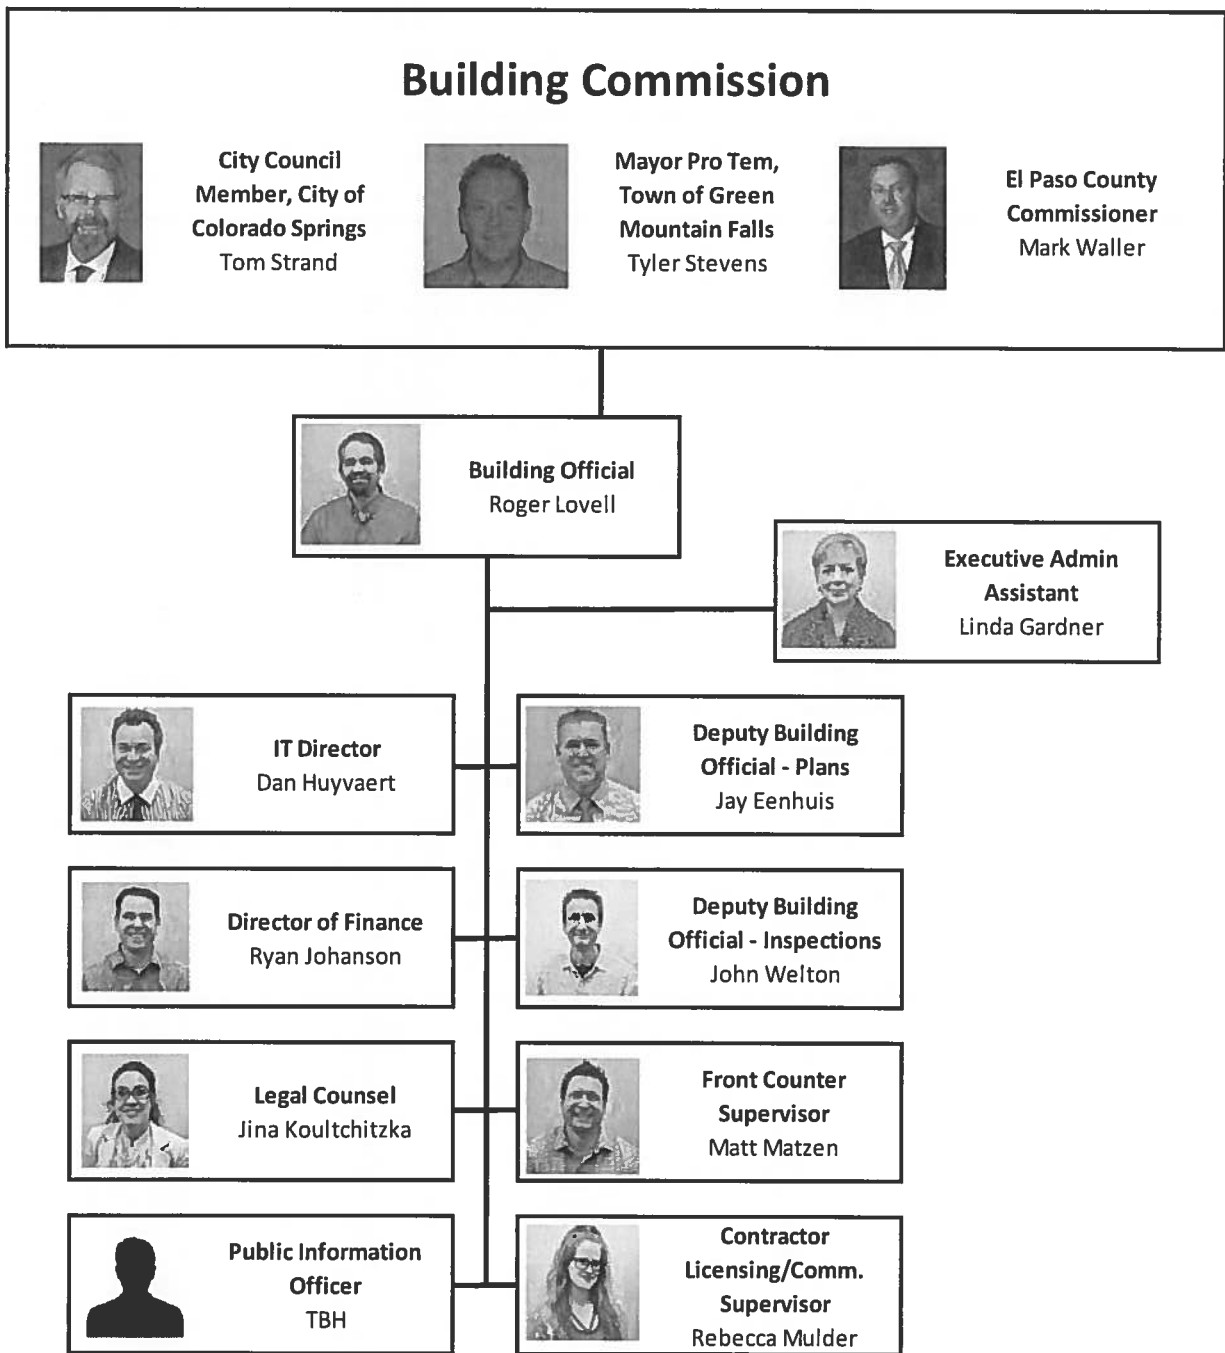 Building Commission
City Council
Member, City of
Colorado Springs
Tom Strand
Mayor Pro Tem,
Town of Green
Mountain Falls
Tyler Stevens
El Paso County
Commissioner
Mark Waller
Building Official
Roger Lovell
Executive Admin
Assistant
Linda Gardner
IT Director
Dan Huyvaert
Deputy Building
Official - Plans
Jay Eenhuis
Director of Finance
Ryan Johanson
Deputy Building
Official - Inspections
John Welton
Legal Counsel
Jina Koultchitzka
Front Counter
Supervisor
Matt Matzen
Public Information
Officer
TBH
Contractor
Licensing/Comm.
Supervisor
Rebecca Mulder